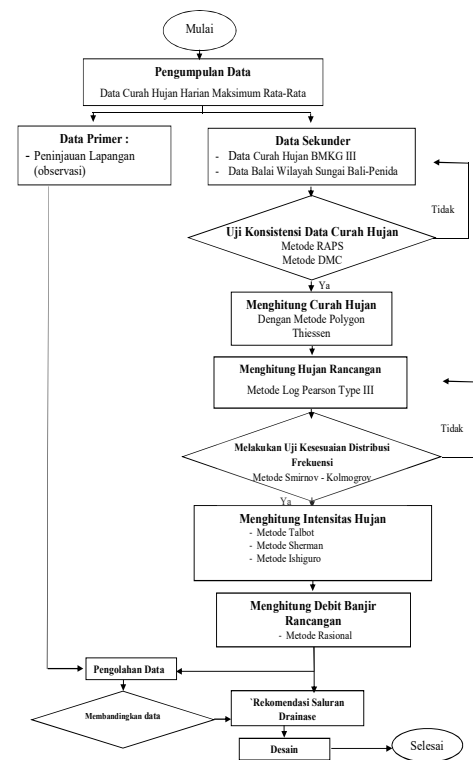 Mulai
Pengumpulan Data
Data Curah Hujan Harian Maksimum Rata-Rata
Data Primer :
- Peninjauan Lapangan
(observasi)
Data Sekunder
- Data Curah Hujan BMKG III
- Data Balai Wilayah Sungai Bali-Penida
Tidak
Uji Konsistensi Data Curah Hujan
Metode RAPS
Metode DMC
Ya
Menghitung Curah Hujan
Dengan Metode Polygon
Thiessen
Menghitung Hujan Rancangan
Metode Log Pearson Type III
Tidak
Melakukan Uji Kesesuaian Distribusi
Frekuensi
Metode Smirnov - Kolmogrov
Ya
Menghitung Intensitas Hujan
- Metode Talbot
- Metode Sherman
- Metode Ishiguro
Menghitung Debit Banjir
Rancangan
- Metode Rasional
Pengolahan Data
Membandingkan data
`Rekomendasi Saluran
Drainase
Desain
Selesai